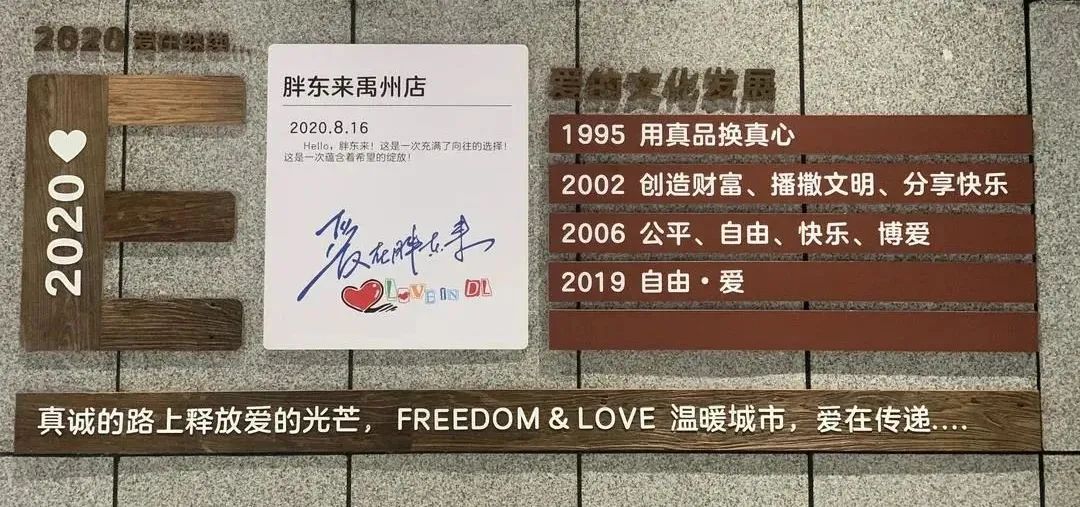 2020 爱在继续...
2020
胖东来禹州店
2020.8.16
Hello，胖东来！这是一次充满了向往的选择！
这是一次蕴含着希望的绽放！
爱在胖东来
LOVE IN DL
爱的文化发展
1995 用真品换真心
2002 创造财富、播撒文明、分享快乐
2006 公平、自由、快乐、博爱
2019 自由·爱
真诚的路上释放爱的光芒，FREEDOM & LOVE 温暖城市，爱在传递....